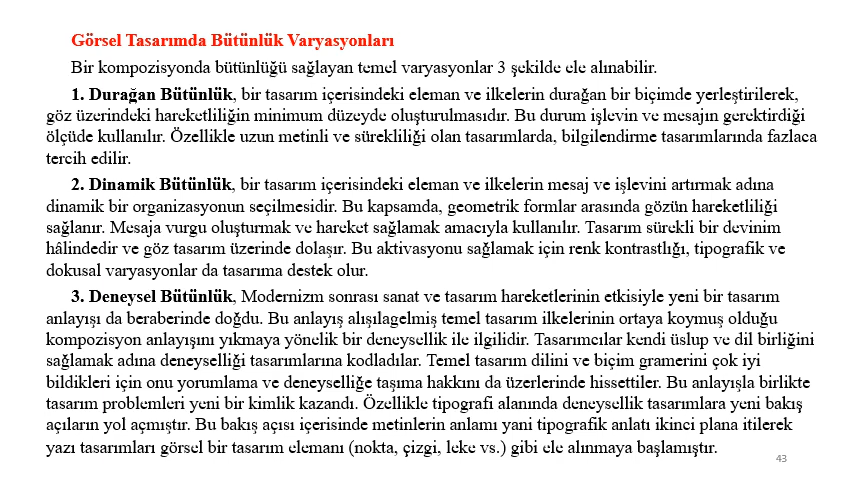 Görsel Tasarımda Bütünlük Varyasyonları
Bir kompozisyonda bütünlüğü sağlayan temel varyasyonlar 3 şekilde ele alınabilir.
1. Durağan Bütünlük, bir tasarım içerisindeki eleman ve ilkelerin durağan bir biçimde yerleştirilerek,
göz üzerindeki hareketliliğin minimum düzeyde oluşturulmasıdır. Bu durum işlevin ve mesajın gerektirdiği
ölçüde kullanılır. Özellikle uzun metinli ve sürekliliği olan tasarımlarda, bilgilendirme tasarımlarında fazlaca
tercih edilir.
2. Dinamik Bütünlük, bir tasarım içerisindeki eleman ve ilkelerin mesaj ve işlevini artırmak adına
dinamik bir organizasyonun seçilmesidir. Bu kapsamda, geometrik formlar arasında gözün hareketliliği
sağlanır. Mesaja vurgu oluşturmak ve hareket sağlamak amacıyla kullanılır. Tasarım sürekli bir devinim
hâlindedir ve göz tasarım üzerinde dolaşır. Bu aktivasyonu sağlamak için renk kontrastlığı, tipografik ve
dokusal varyasyonlar da tasarıma destek olur.
3. Deneysel Bütünlük, Modernizm sonrası sanat ve tasarım hareketlerinin etkisiyle yeni bir tasarım
anlayışı da beraberinde doğdu. Bu anlayış alışılagelmiş temel tasarım ilkelerinin ortaya koymuş olduğu
kompozisyon anlayışını yıkmaya yönelik bir deneysellik ile ilgilidir. Tasarımcılar kendi üslup ve dil birliğini
sağlamak adına deneyselliği tasarımlarına kodladılar. Temel tasarım dilini ve biçim gramerini çok iyi
bildikleri için onu yorumlama ve deneyselliğe taşıma hakkını da üzerlerinde hissettiler. Bu anlayışla birlikte
tasarım problemleri yeni bir kimlik kazandı. Özellikle tipografi alanında deneysellik tasarımlara yeni bakış
açıların yol açmıştır. Bu bakış açısı içerisinde metinlerin anlamı yani tipografik anlatı ikinci plana itilerek
yazı tasarımları görsel bir tasarım elemanı (nokta, çizgi, leke vs.) gibi ele alınmaya başlamıştır.
43